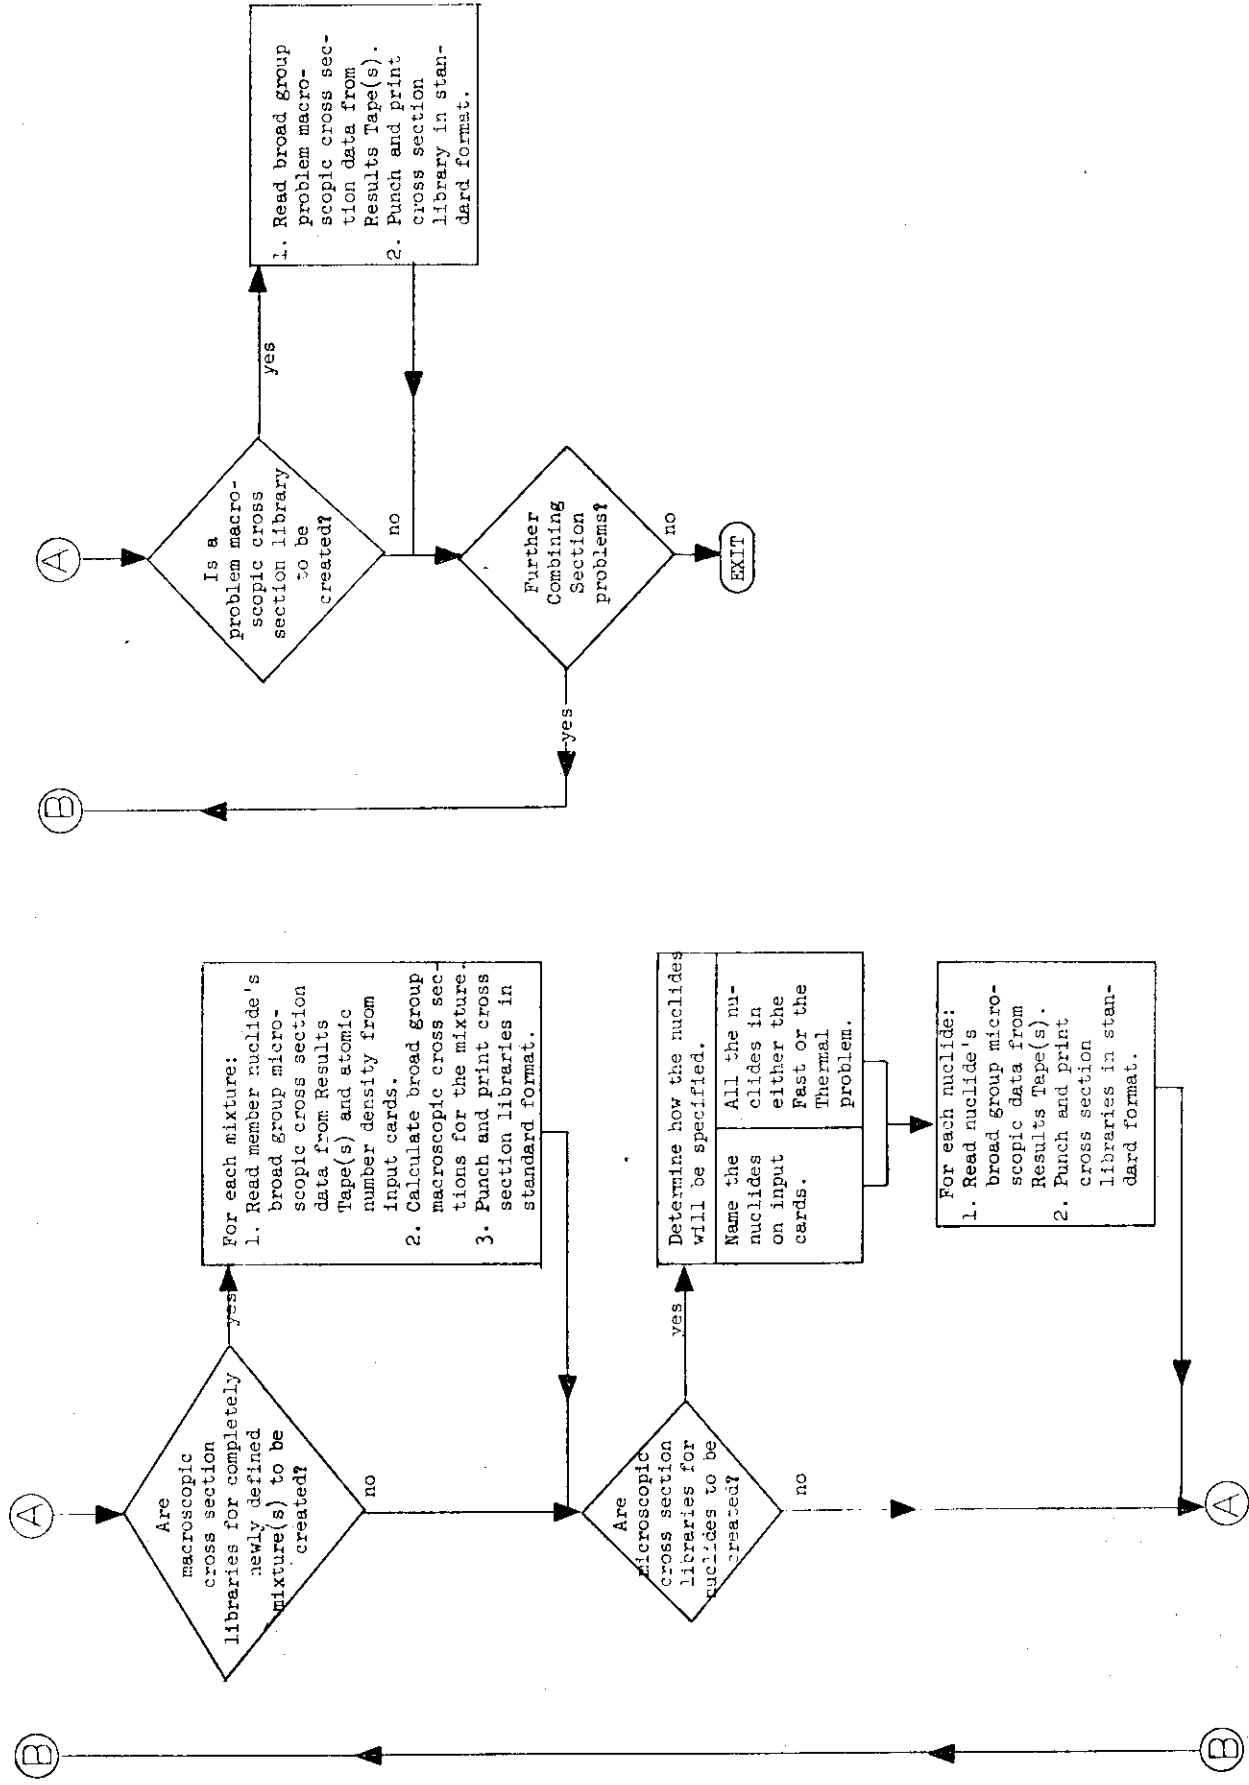 B
A
Are
macroscopic
cross section
libraries for completely
newly defined
mixture(s) to be
created?
yes
no
For each mixture:
1. Read member nuclide's
broad group micro-
scopic cross section
data from Results
Tape(s) and atomic
number density from
input cards.
2. Calculate broad group
macroscopic cross sec-
tions for the mixture.
3. Punch and print cross
section libraries in
standard format.
Are
microscopic
cross section
libraries for
nuclides to be
created?
yes
no
Determine how the nuclides
will be specified.
Name the
nuclides
on input
cards.
All the nu-
clides in
either the
Fast or the
Thermal
problem.
For each nuclide:
1. Read nuclide's
broad group micro-
scopic data from
Results Tape(s).
2. Punch and print
cross section
libraries in stan-
dard format.
B
A
B
A
Is a
problem macro-
scopic cross
section library
to be
created?
yes
no
1. Read broad group
problem macro-
scopic cross sec-
tion data from
Results Tape(s).
2. Punch and print
cross section
library in stan-
dard format.
Further
Combining
Section
problems?
yes
no
EXIT